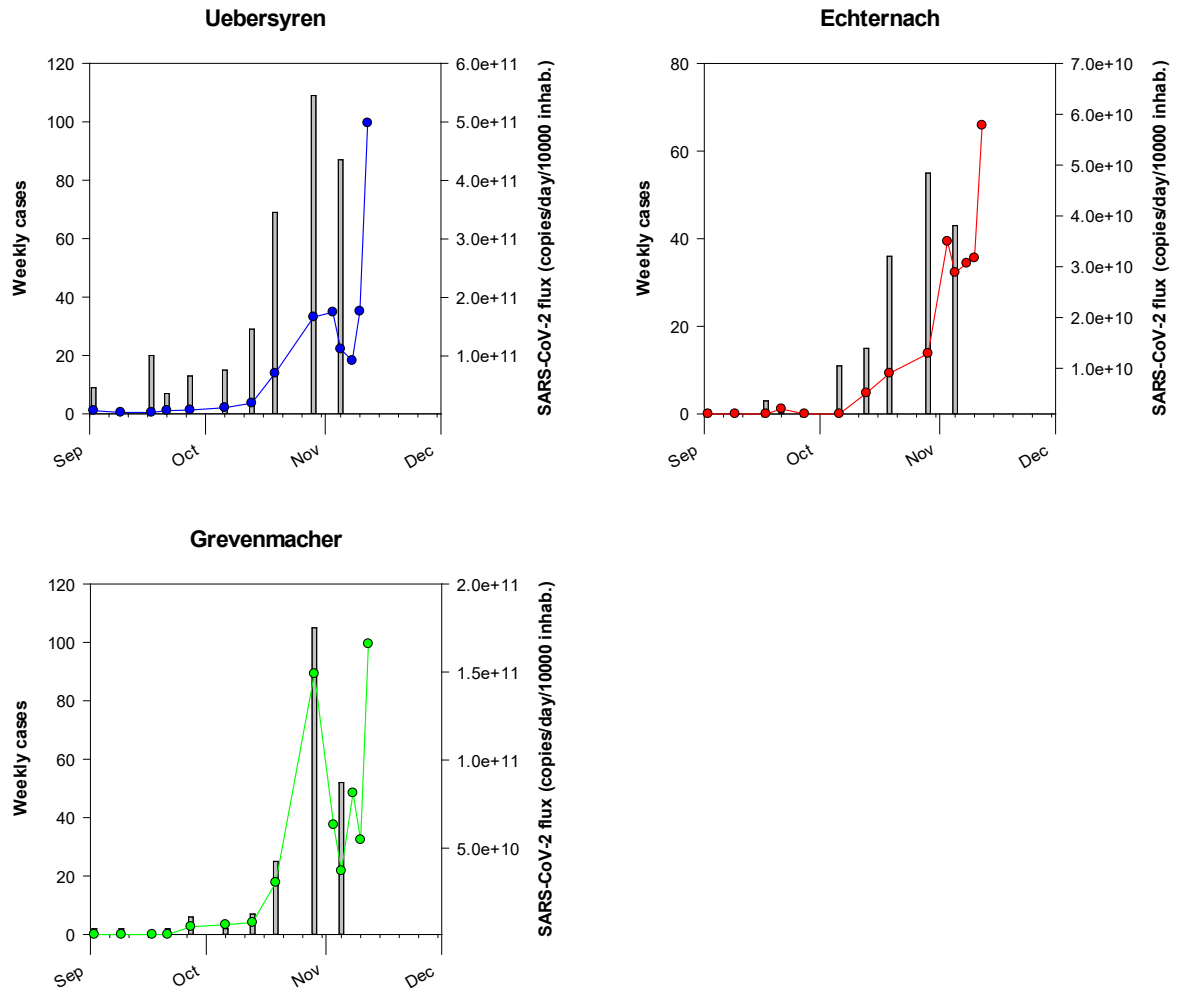 Uebersyren
Weekly cases
120
100
80
60
40
20
0
6.0e+11
5.0e+11
4.0e+11
3.0e+11
2.0e+11
1.0e+11
SARS-CoV-2 flux (copies/day/10000 inhab.)
Sep Oct Nov Dec
Echternach
Weekly cases
80
60
40
20
0
7.0e+10
6.0e+10
5.0e+10
4.0e+10
3.0e+10
2.0e+10
1.0e+10
SARS-CoV-2 flux (copies/day/10000 inhab.)
Sep Oct Nov Dec
Grevenmacher
Weekly cases
120
100
80
60
40
20
0
2.0e+11
1.5e+11
1.0e+11
5.0e+10
SARS-CoV-2 flux (copies/day/10000 inhab.)
Sep Oct Nov Dec